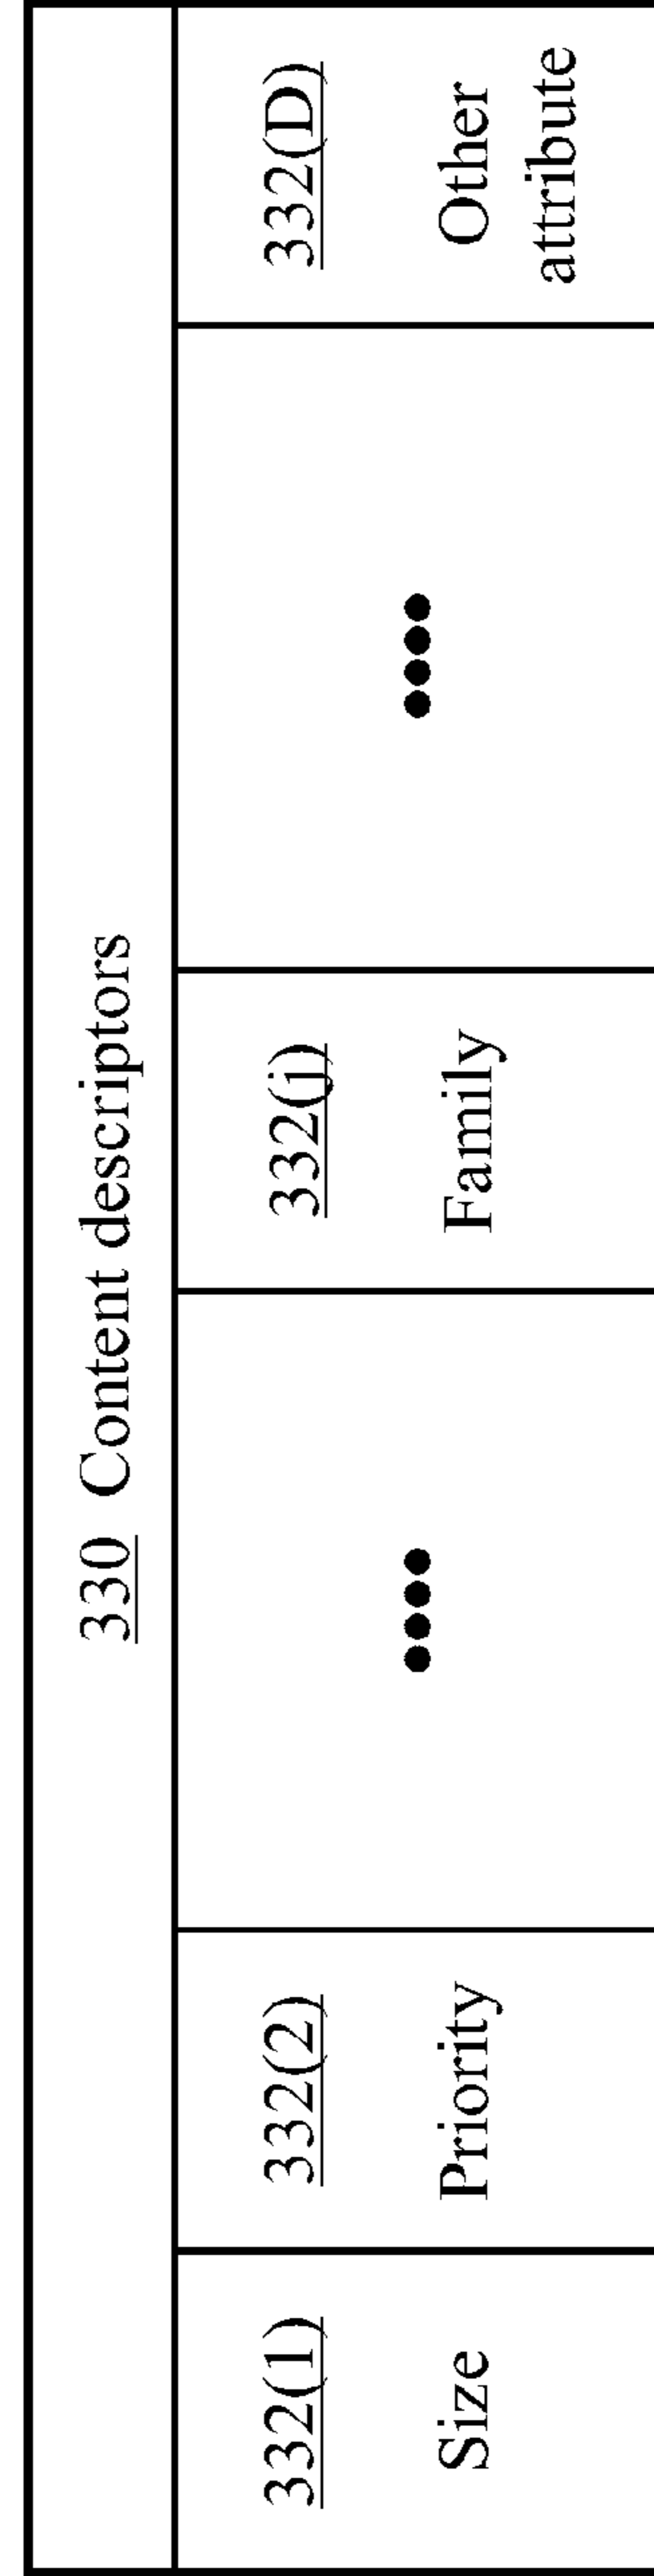 330 Content descriptors
332(1)
Size
332(2)
Priority
332(j)
Family
332(D)
Other
attribute